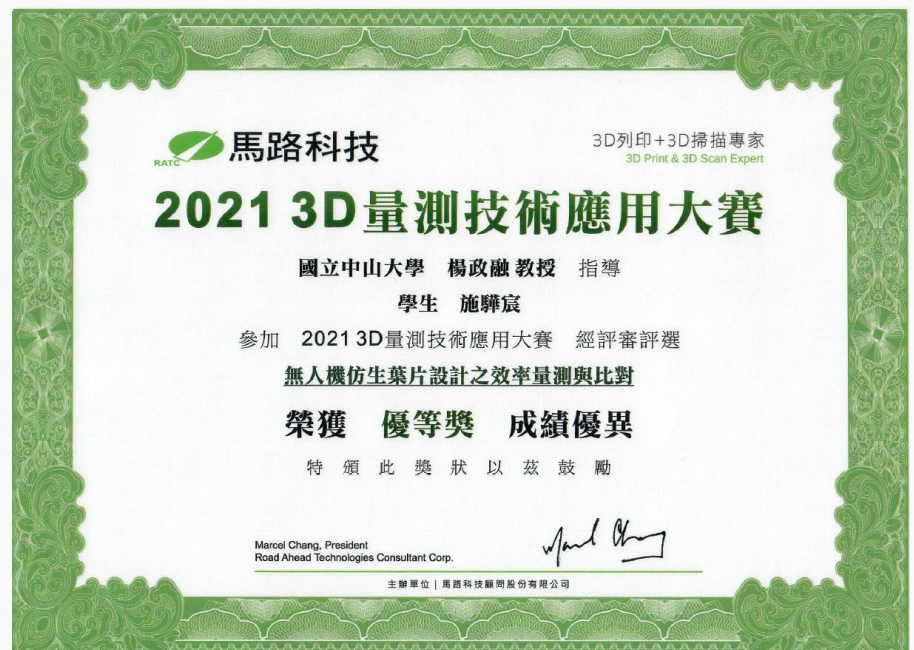 RATC 馬路科技
3D列印+3D掃描專家
3D Print & 3D Scan Expert
2021 3D量測技術應用大賽
國立中山大學 楊政融 教授 指導
學生 施驊宸
參加 2021 3D量測技術應用大賽 經評審評選
無人機仿生葉片設計之效率量測與比對
榮獲 優等獎 成績優異
特頒此獎狀以茲鼓勵
Marcel Chang, President
Road Ahead Technologies Consultant Corp.
Marcel Chang
主辦單位 | 馬路科技顧問股份有限公司